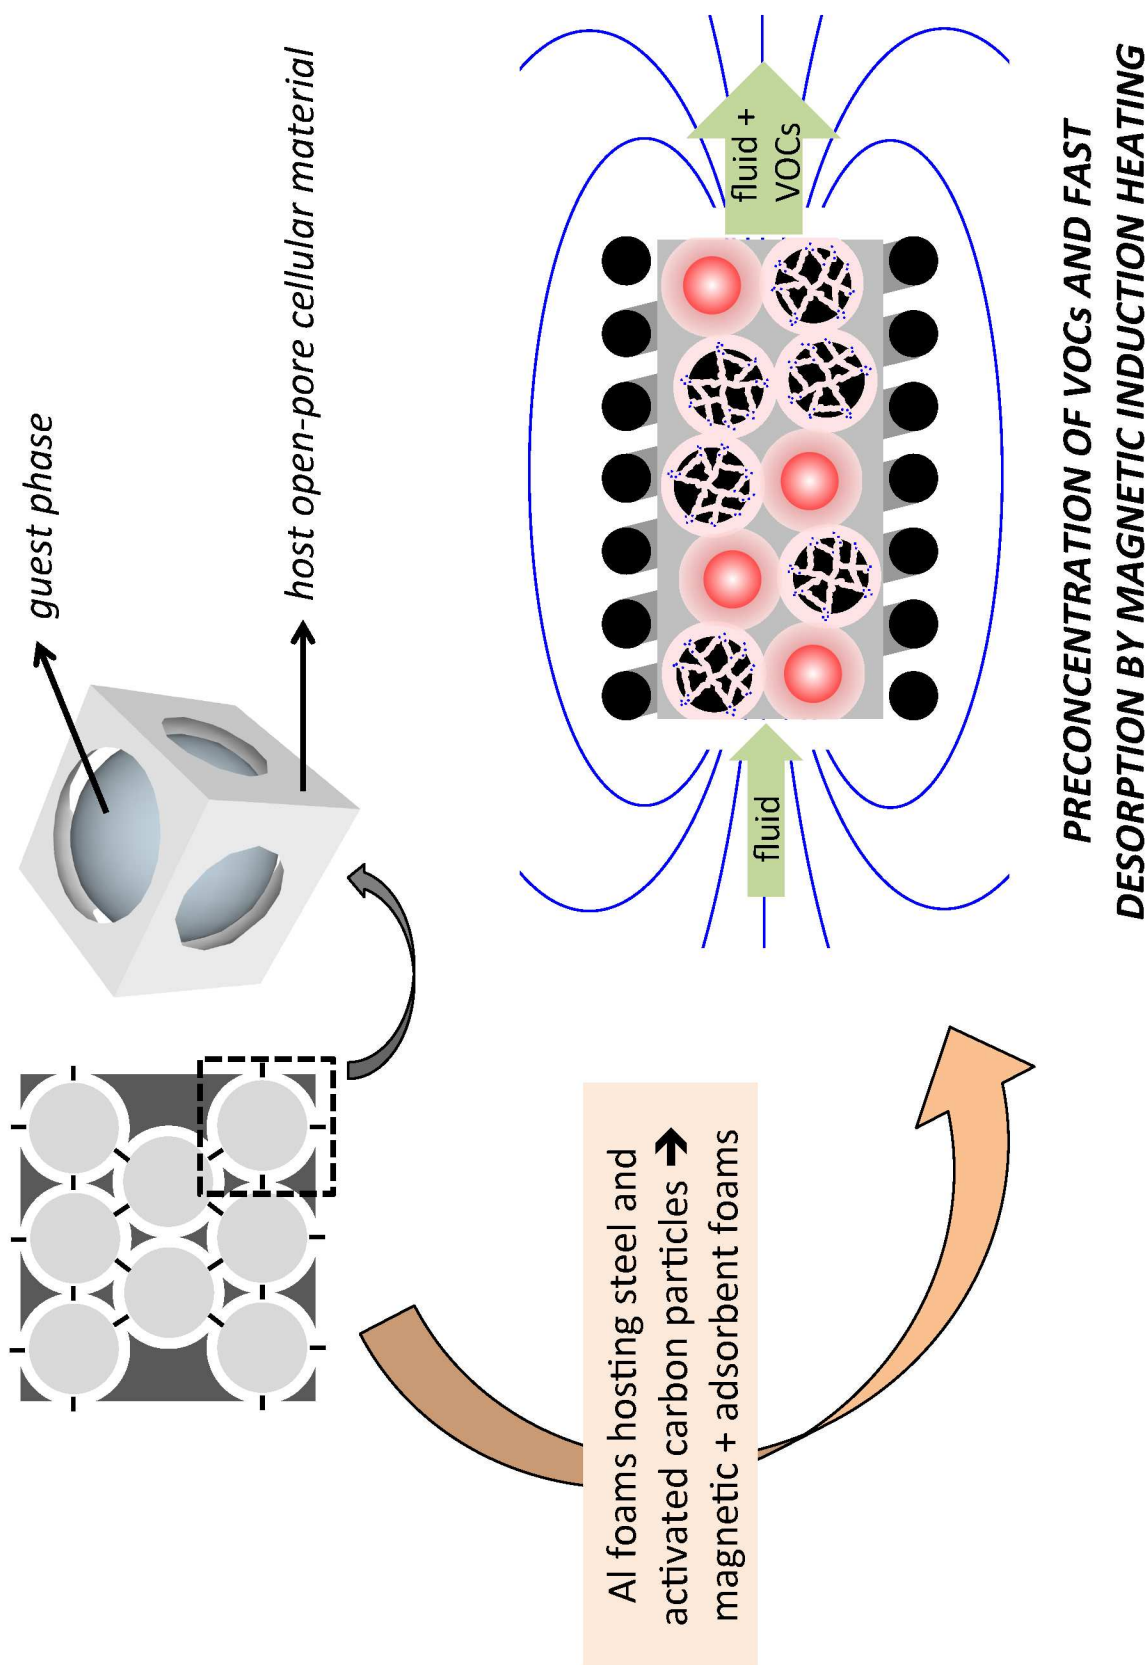 guest phase
host open-pore cellular material
Al foams hosting steel and
activated carbon particles ➔
magnetic + adsorbent foams
fluid
fluid +
VOCs
PRECONCENTRATION OF VOCs AND FAST
DESORPTION BY MAGNETIC INDUCTION HEATING